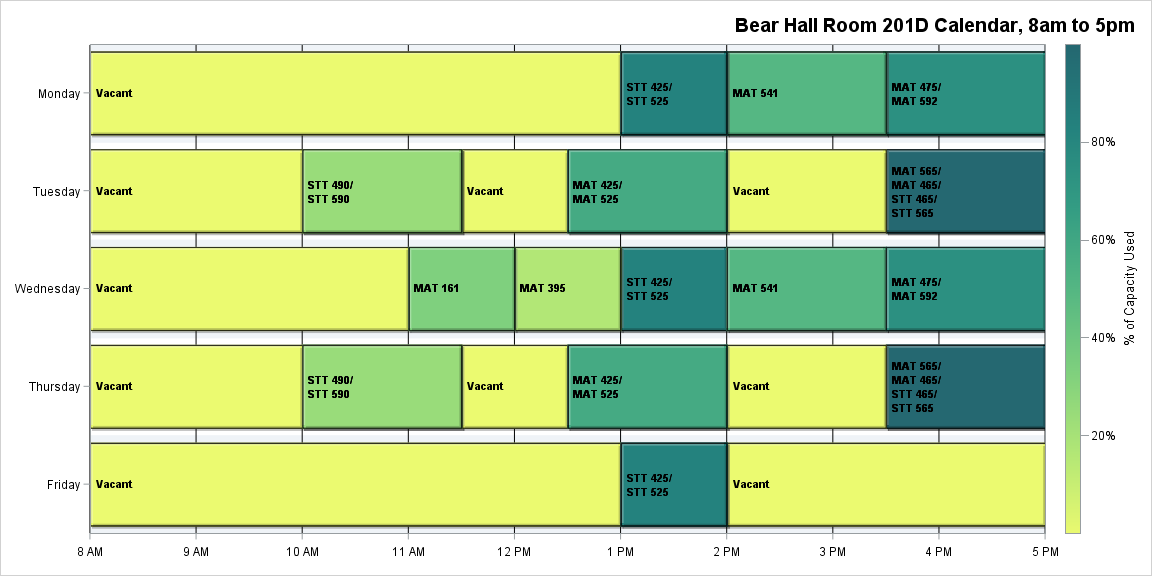 Bear Hall Room 201D Calendar, 8am to 5pm
Monday
Vacant
STT 425/
STT 525
MAT 541
MAT 475/
MAT 592
Tuesday
Vacant
STT 490/
STT 590
Vacant
MAT 425/
MAT 525
Vacant
MAT 565/
MAT 465/
STT 465/
STT 565
Wednesday
Vacant
MAT 161
MAT 395
STT 425/
STT 525
MAT 541
MAT 475/
MAT 592
Thursday
Vacant
STT 490/
STT 590
Vacant
MAT 425/
MAT 525
Vacant
MAT 565/
MAT 465/
STT 465/
STT 565
Friday
Vacant
STT 425/
STT 525
Vacant
8 AM
9 AM
10 AM
11 AM
12 PM
1 PM
2 PM
3 PM
4 PM
5 PM
80%
60%
40%
20%
% of Capacity Used